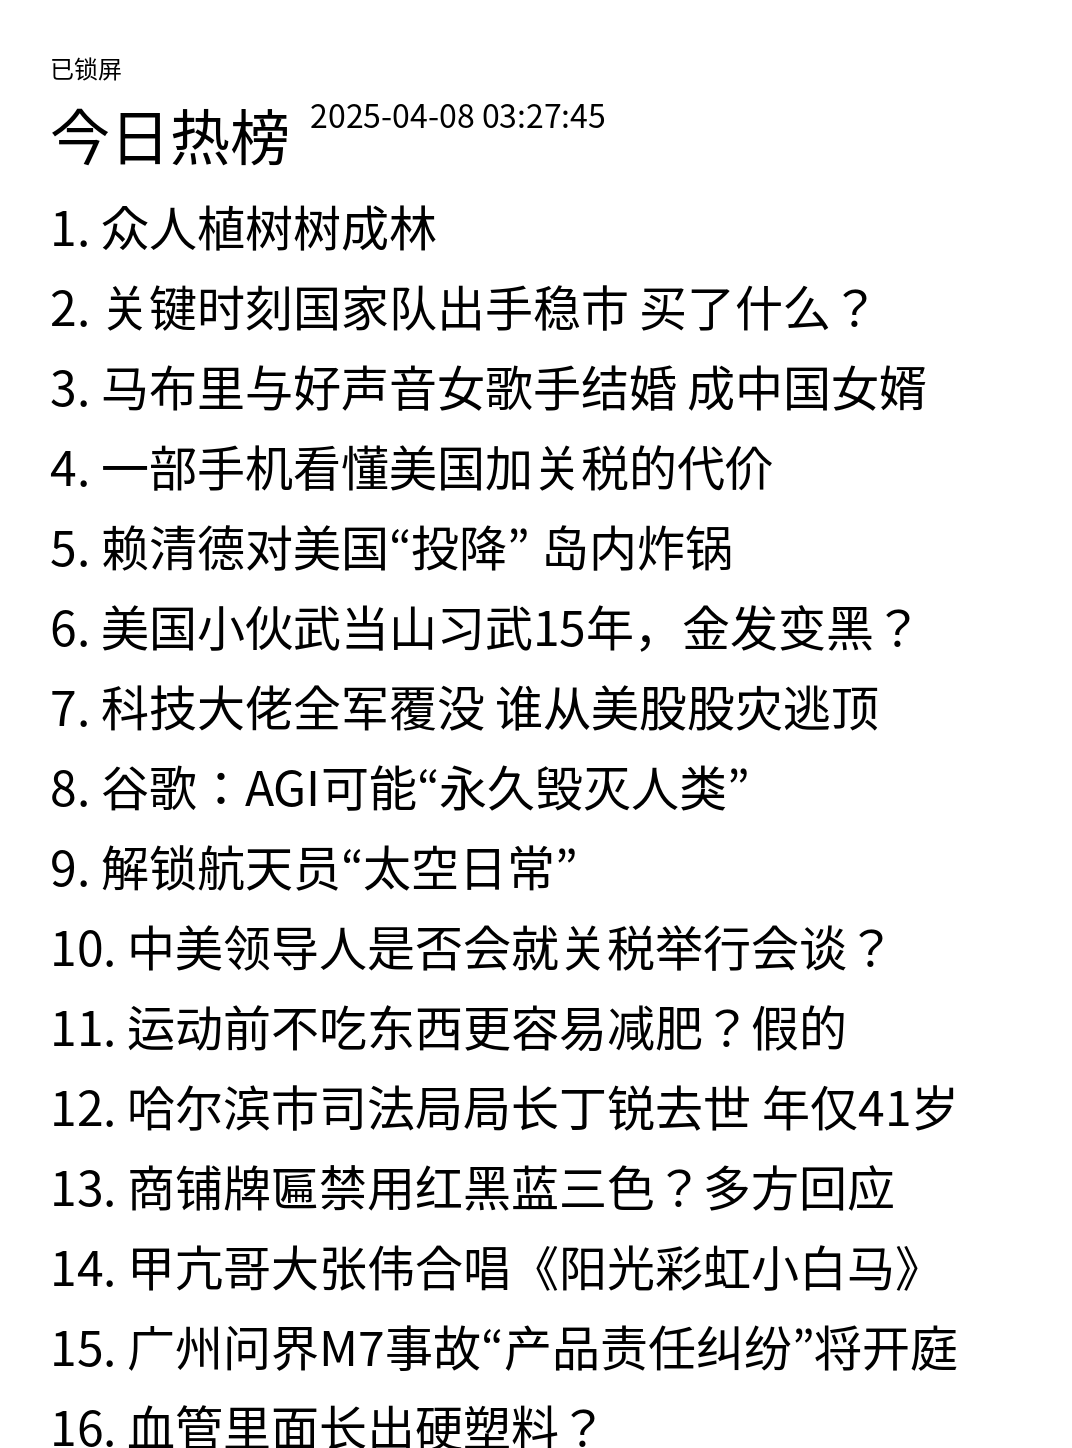 已锁屏
今日热榜 2025-04-08 03:27:45
1. 众人植树树成林
2. 关键时刻国家队出手稳市 买了什么？
3. 马布里与好声音女歌手结婚 成中国女婿
4. 一部手机看懂美国加关税的代价
5. 赖清德对美国“投降” 岛内炸锅
6. 美国小伙武当山习武15年，金发变黑？
7. 科技大佬全军覆没 谁从美股股灾逃顶
8. 谷歌：AGI可能“永久毁灭人类”
9. 解锁航天员“太空日常”
10. 中美领导人是否会就关税举行会谈？
11. 运动前不吃东西更容易减肥？假的
12. 哈尔滨市司法局局长丁锐去世 年仅41岁
13. 商铺牌匾禁用红黑蓝三色？多方回应
14. 甲亢哥大张伟合唱《阳光彩虹小白马》
15. 广州问界M7事故“产品责任纠纷”将开庭
16. 血管里面长出硬塑料？